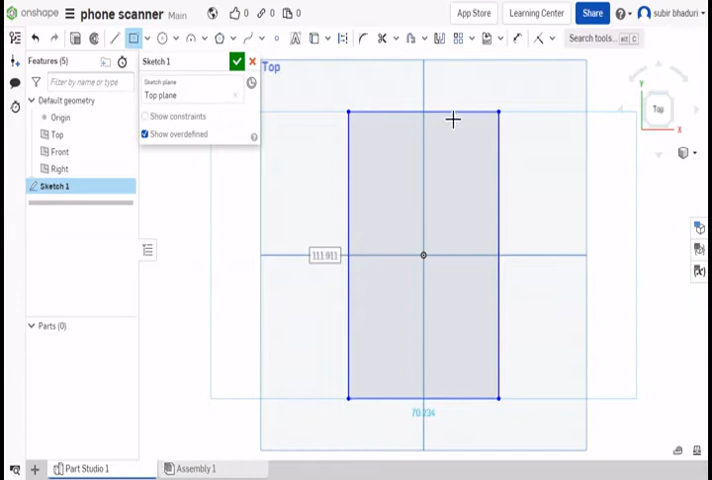 onshape phone scanner Main 0 0 0 App Store Learning Center Share subir bhaduri
Search tools... alt C
Features (5)
Filter by name or type
Default geometry
Origin
Top
Front
Right
Sketch 1
Parts (0)
Sketch 1
Sketch plane
Top plane
Show constraints
Show overdefined
Top
111.911
Y
Top
X
Part Studio 1 Assembly 1